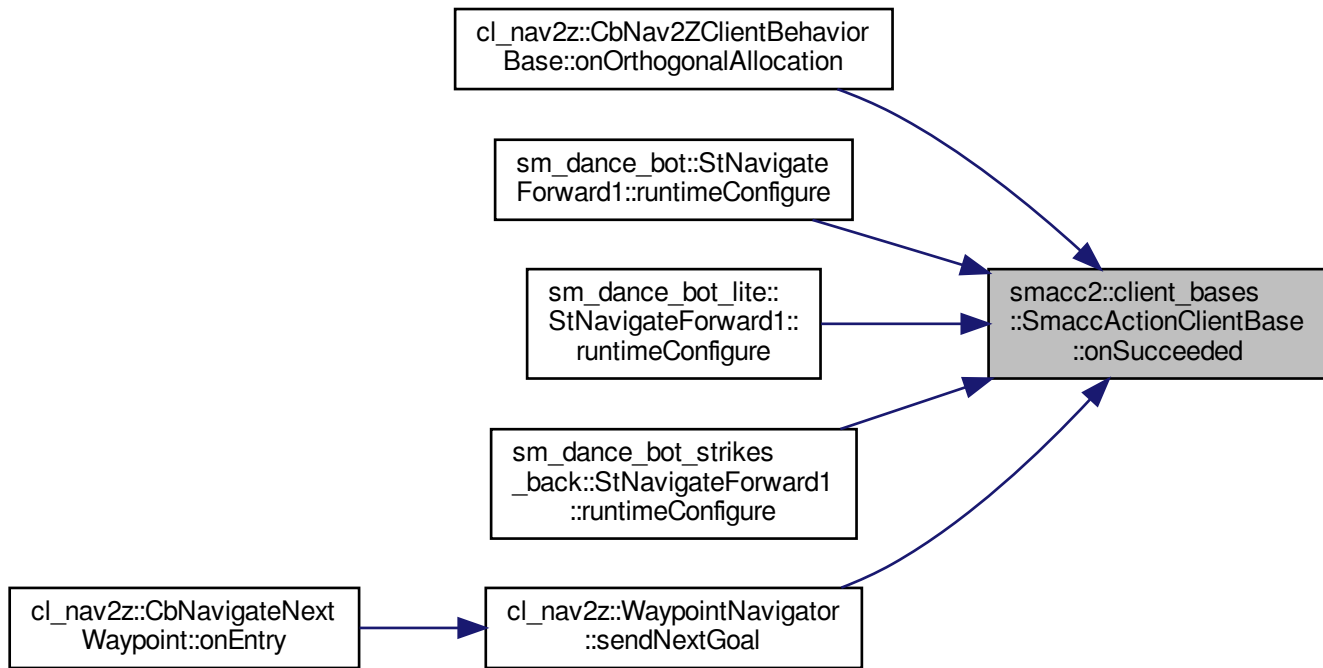 cl_nav2z::CbNav2ZClientBehavior
Base::onOrthogonalAllocation
sm_dance_bot::StNavigate
Forward1::runtimeConfigure
sm_dance_bot_lite::
StNavigateForward1::
runtimeConfigure
smacc2::client_bases
::SmaccActionClientBase
::onSucceeded
sm_dance_bot_strikes
_back::StNavigateForward1
::runtimeConfigure
cl_nav2z::CbNavigateNext
Waypoint::onEntry
cl_nav2z::WaypointNavigator
::sendNextGoal